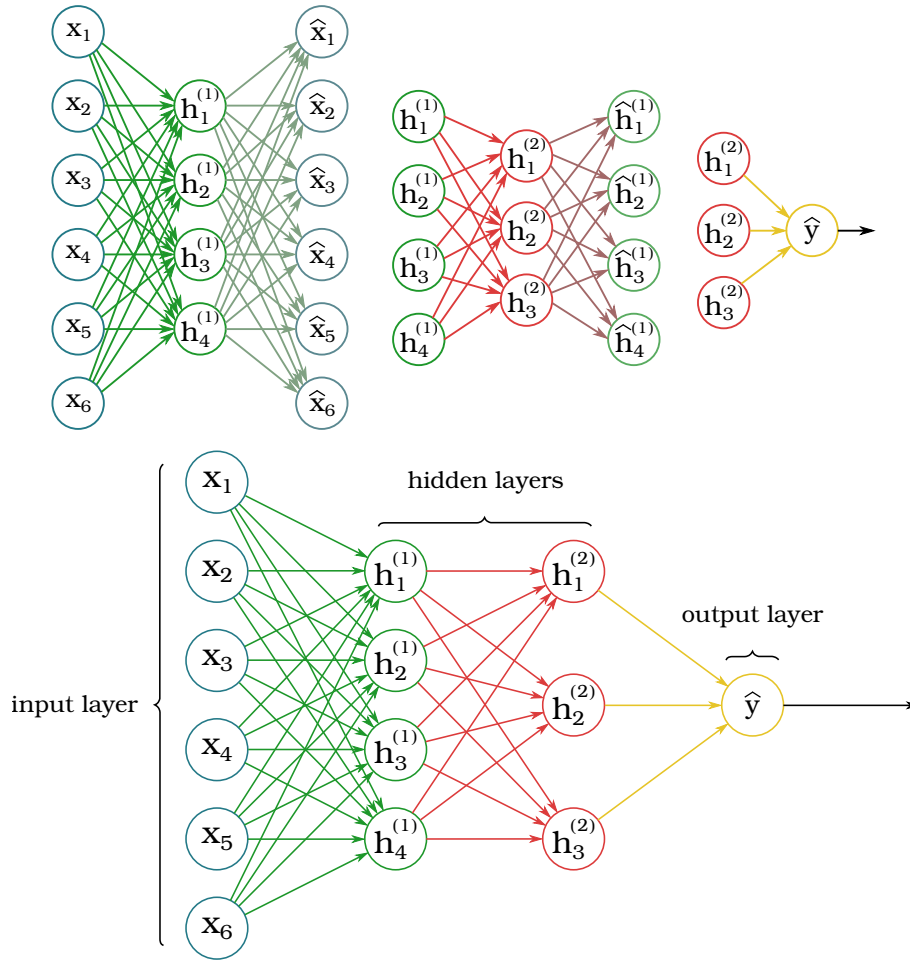 x₁
x₂
x₃
x₄
x₅
x₆
h₁⁽¹⁾
h₂⁽¹⁾
h₃⁽¹⁾
h₄⁽¹⁾
x̂₁
x̂₂
x̂₃
x̂₄
x̂₅
x̂₆
h₁⁽¹⁾
h₂⁽¹⁾
h₃⁽¹⁾
h₄⁽¹⁾
h₁⁽²⁾
h₂⁽²⁾
h₃⁽²⁾
ĥ₁⁽¹⁾
ĥ₂⁽¹⁾
ĥ₃⁽¹⁾
ĥ₄⁽¹⁾
h₁⁽²⁾
h₂⁽²⁾
h₃⁽²⁾
ŷ
input layer
x₁
x₂
x₃
x₄
x₅
x₆
hidden layers
h₁⁽¹⁾
h₂⁽¹⁾
h₃⁽¹⁾
h₄⁽¹⁾
h₁⁽²⁾
h₂⁽²⁾
h₃⁽²⁾
output layer
ŷ